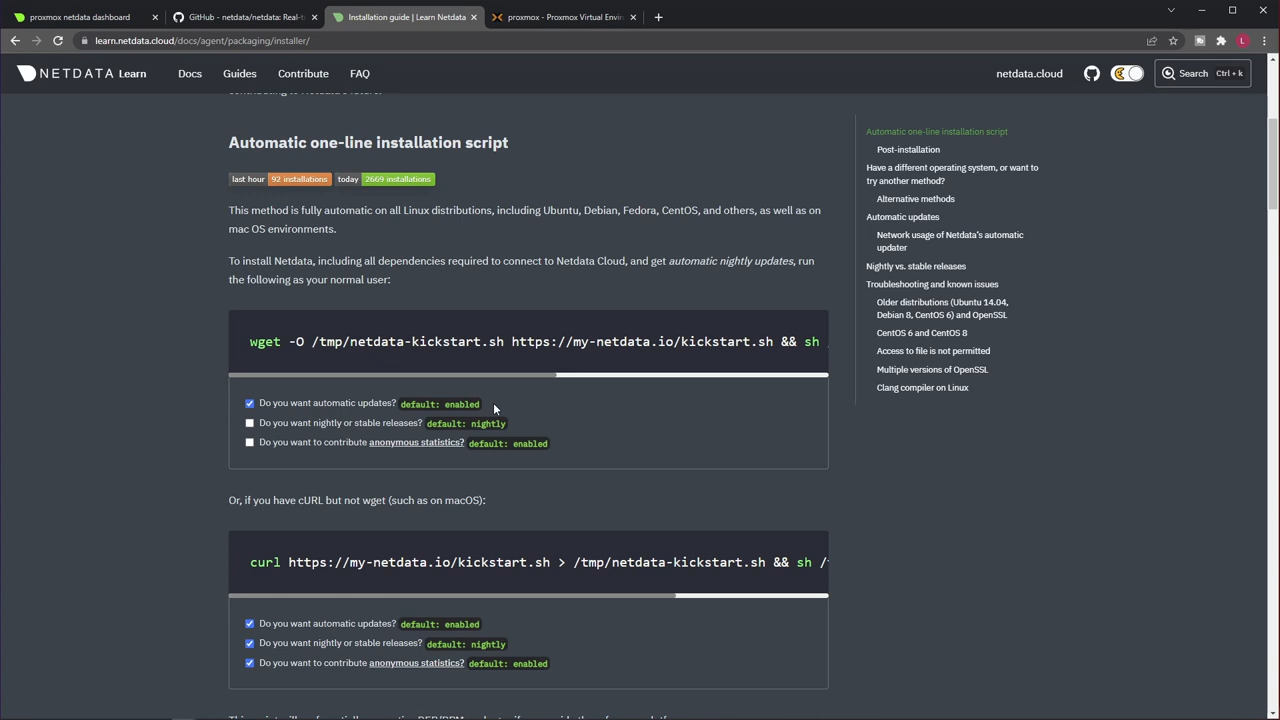 proxmox netdata dashboard
GitHub - netdata/netdata: Real-ti
Installation guide | Learn Netdata
proxmox - Proxmox Virtual Envir
learn.netdata.cloud/docs/agent/packaging/installer/
L
NETDATA Learn
Docs
Guides
Contribute
FAQ
netdata.cloud
Search
Ctrl + k
contributing to Netdata's future.
Automatic one-line installation script
last hour 92 installations today 2669 installations
This method is fully automatic on all Linux distributions, including Ubuntu, Debian, Fedora, CentOS, and others, as well as on
mac OS environments.
To install Netdata, including all dependencies required to connect to Netdata Cloud, and get automatic nightly updates, run
the following as your normal user:
wget -O /tmp/netdata-kickstart.sh https://my-netdata.io/kickstart.sh && sh /
Do you want automatic updates? default: enabled
Do you want nightly or stable releases? default: nightly
Do you want to contribute anonymous statistics? default: enabled
Or, if you have cURL but not wget (such as on macOS):
curl https://my-netdata.io/kickstart.sh > /tmp/netdata-kickstart.sh && sh /t
Do you want automatic updates? default: enabled
Do you want nightly or stable releases? default: nightly
Do you want to contribute anonymous statistics? default: enabled
Automatic one-line installation script
Post-installation
Have a different operating system, or want to
try another method?
Alternative methods
Automatic updates
Network usage of Netdata's automatic
updater
Nightly vs. stable releases
Troubleshooting and known issues
Older distributions (Ubuntu 14.04,
Debian 8, CentOS 6) and OpenSSL
CentOS 6 and CentOS 8
Access to file is not permitted
Multiple versions of OpenSSL
Clang compiler on Linux